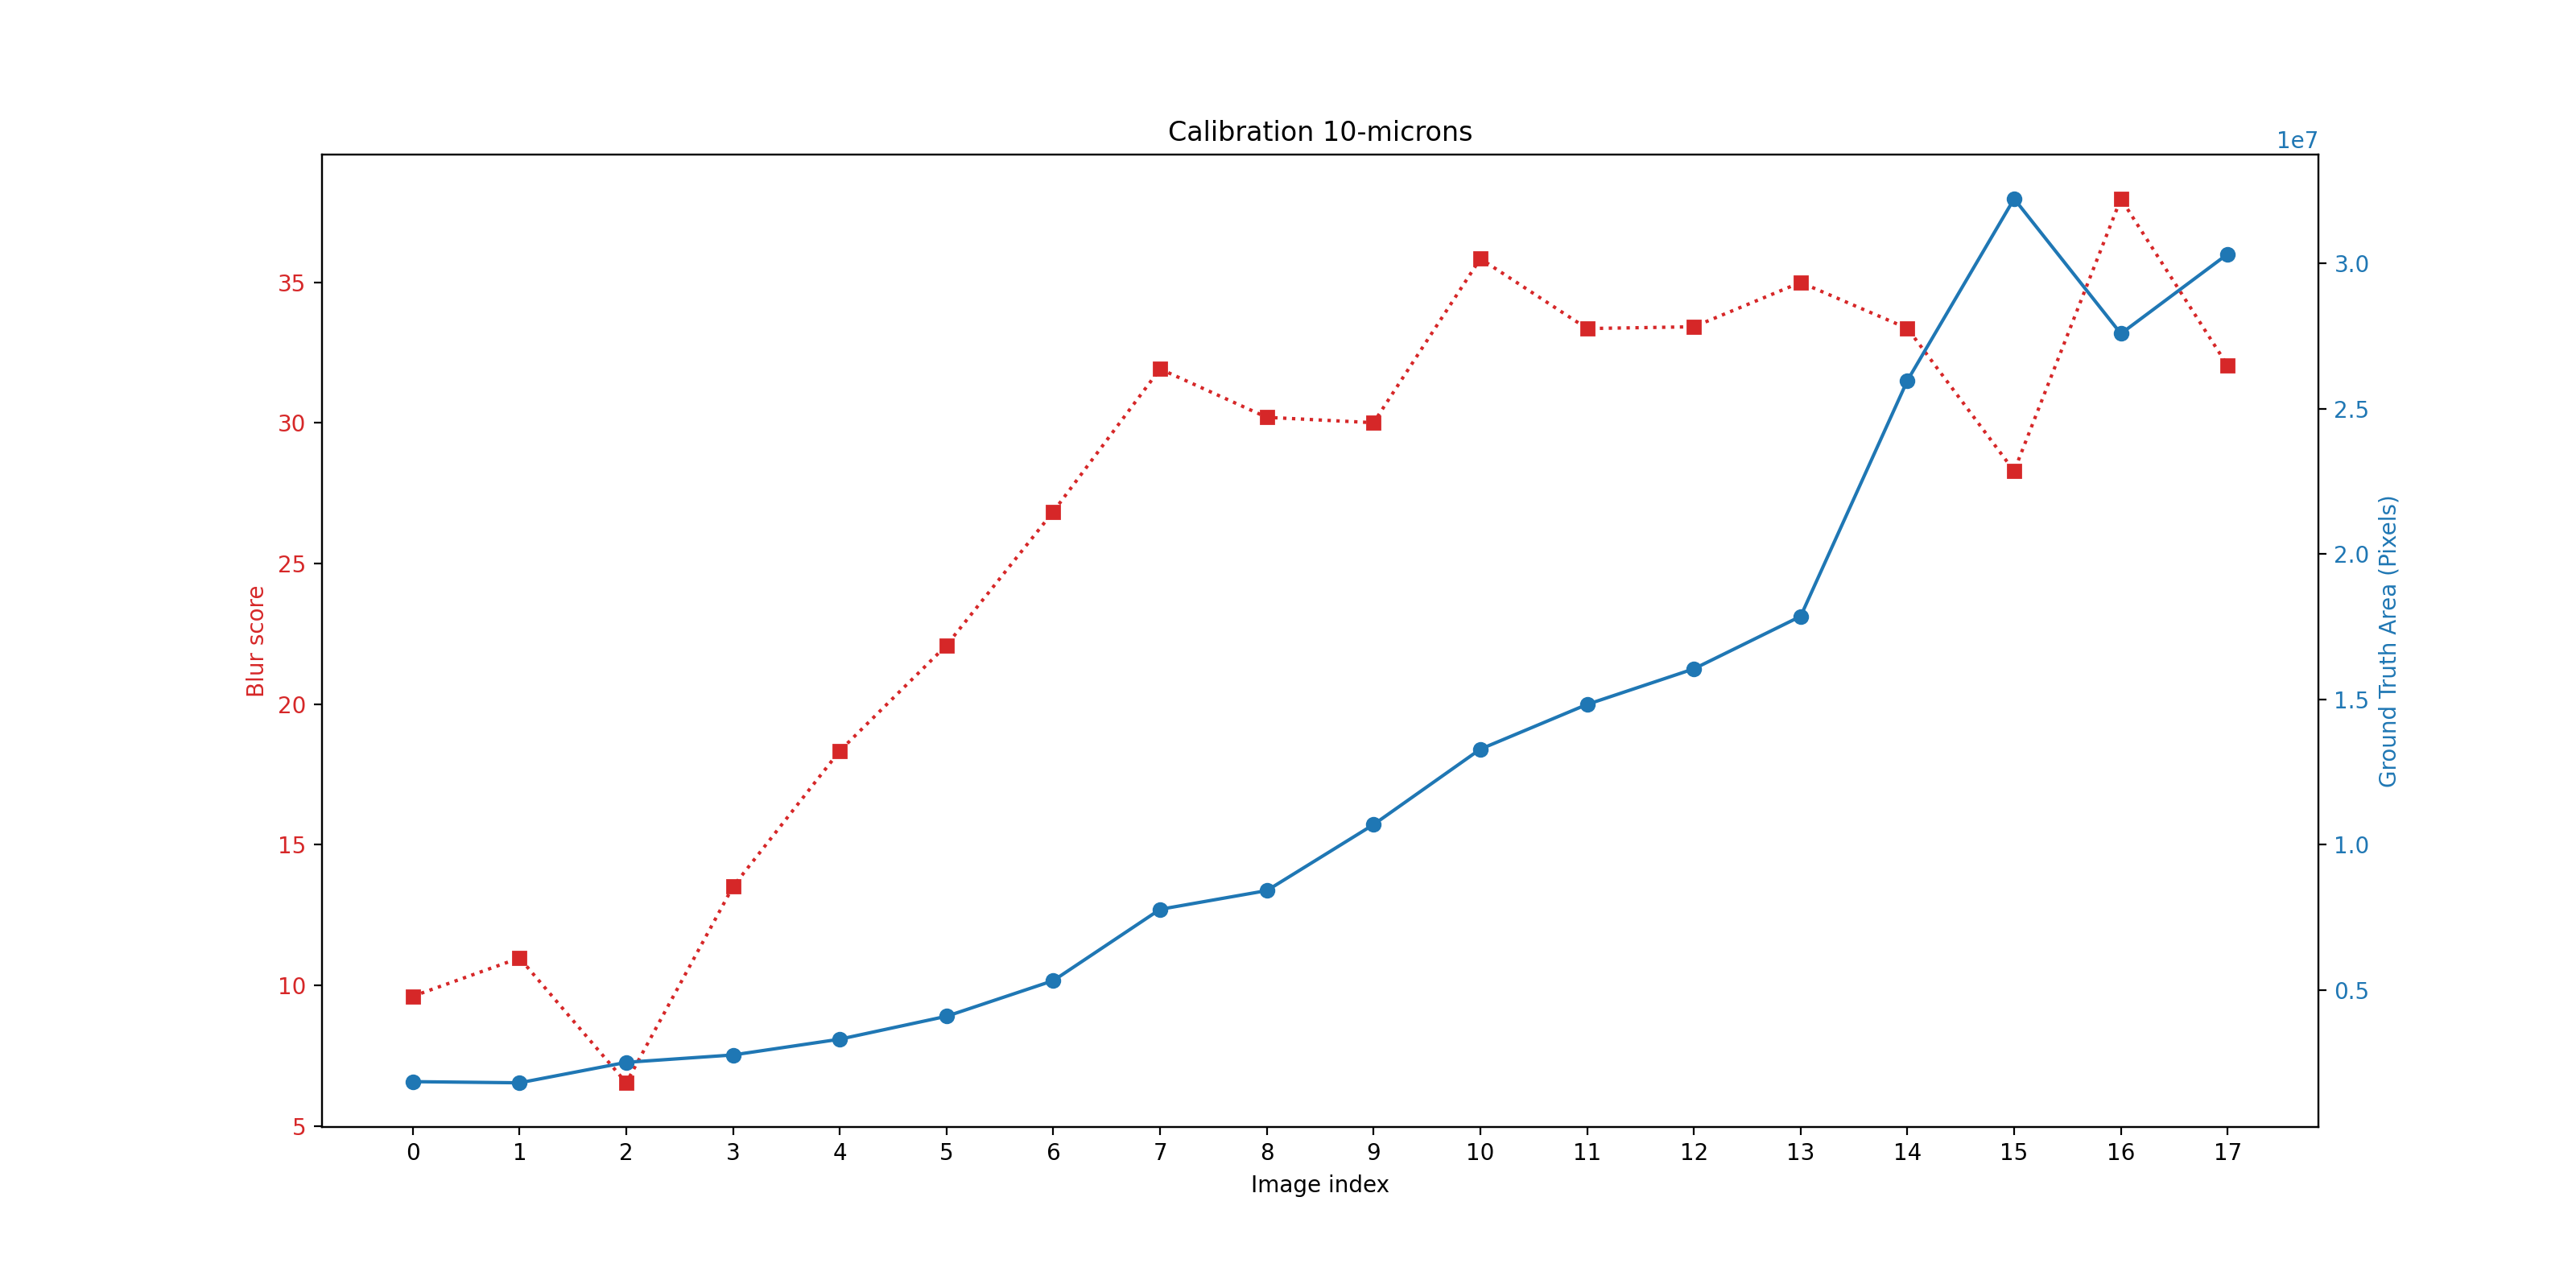 Calibration 10-microns
1e7
35
30
25
20
15
10
5
Blur score
3.0
2.5
2.0
1.5
1.0
0.5
Ground Truth Area (Pixels)
0 1 2 3 4 5 6 7 8 9 10 11 12 13 14 15 16 17
Image index